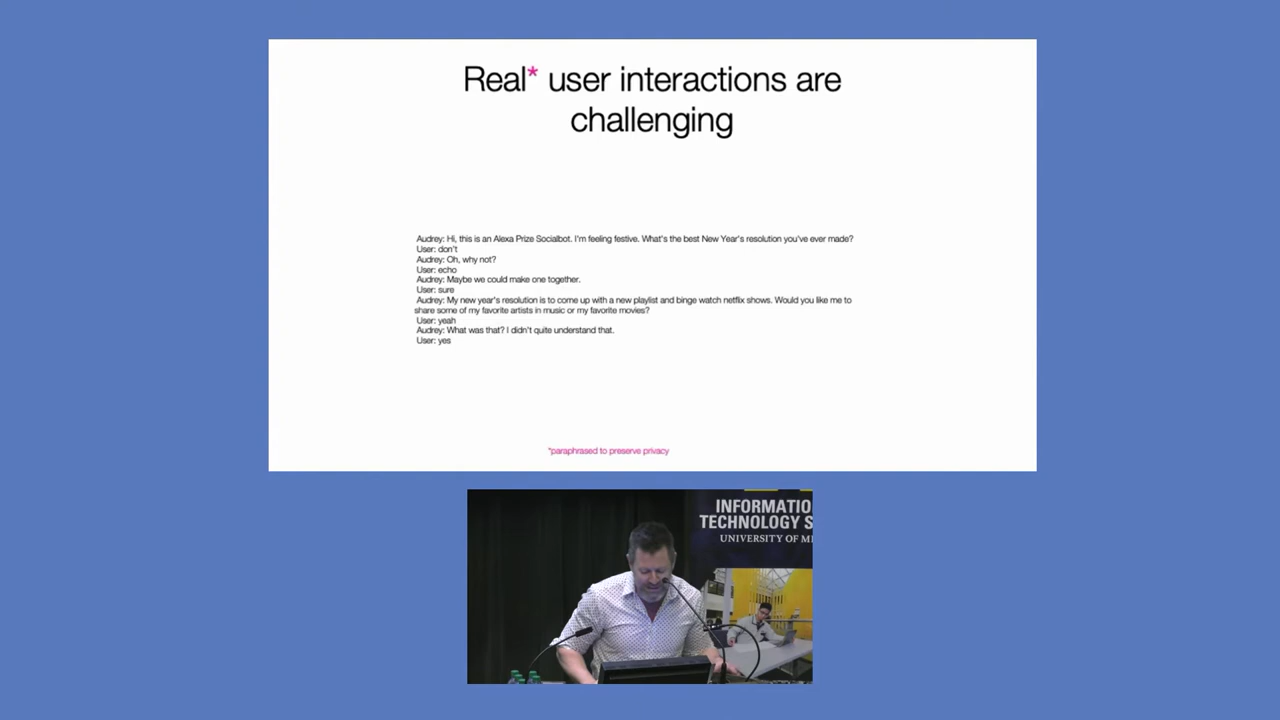 Real* user interactions are
challenging
Audrey: Hi, this is an Alexa Prize Socialbot. I'm feeling festive. What's the best New Year's resolution you've ever made?
User: don't
Audrey: Oh, why not?
User: echo
Audrey: Maybe we could make one together.
User: sure
Audrey: My new year's resolution is to come up with a new playlist and binge watch netflix shows. Would you like me to
share some of my favorite artists in music or my favorite movies?
User: yeah
Audrey: What was that? I didn't quite understand that.
User: yes
*paraphrased to preserve privacy
INFORMATIO
TECHNOLOGY S
UNIVERSITY OF MI